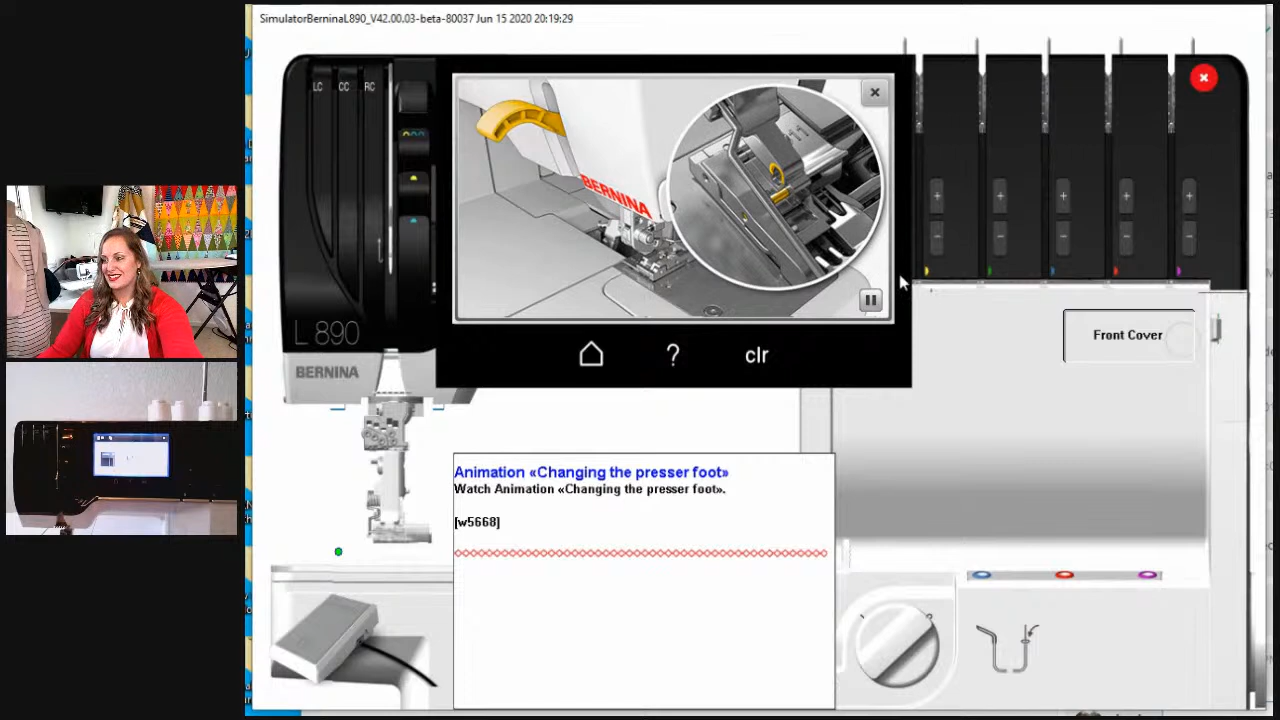 SimulatorBerninaL890_V42.00.03-beta-80037 Jun 15 2020 20:19:29
LC CC RC
BERNINA
? clr
L 890
BERNINA
Front Cover
Animation «Changing the presser foot»
Watch Animation «Changing the presser foot».
[w5668]